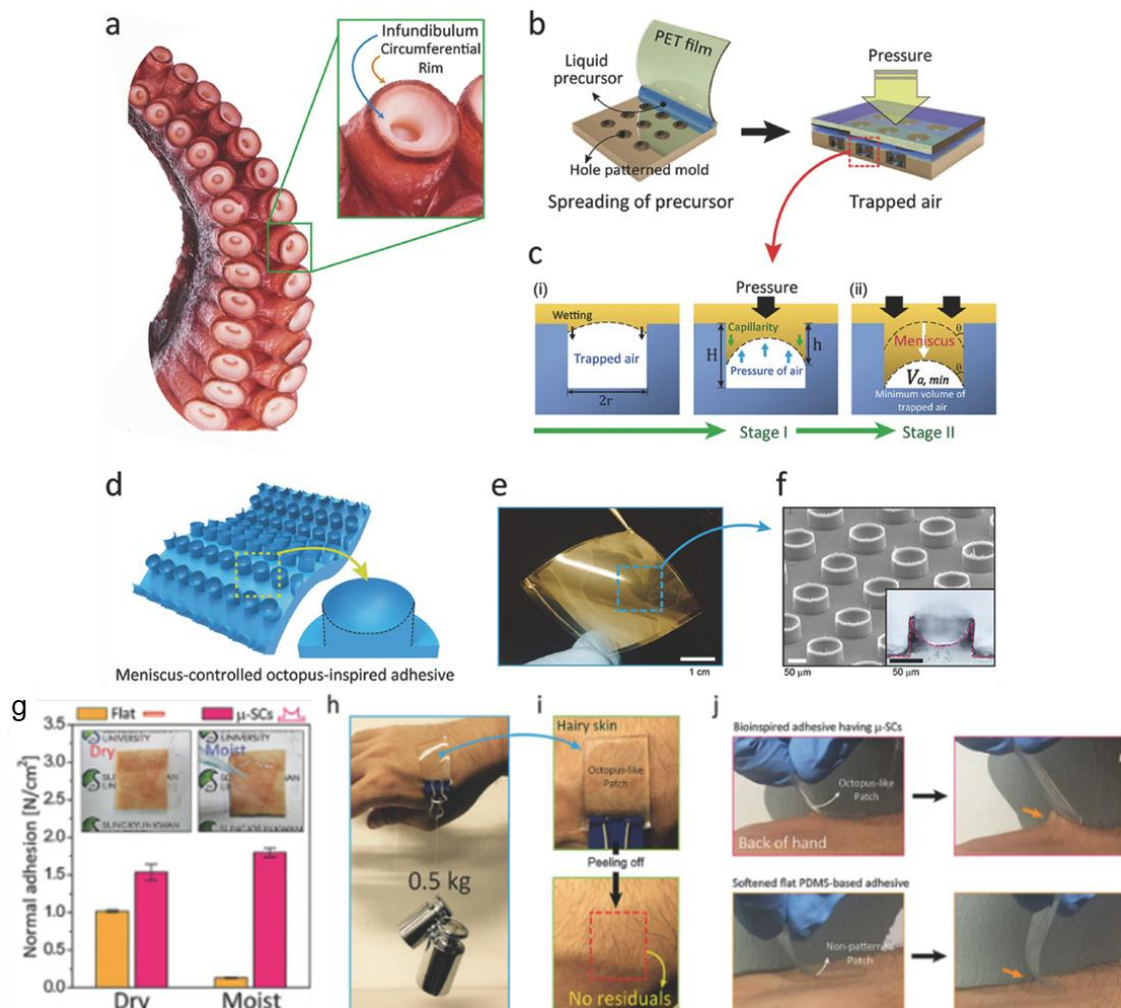 a
Infundibulum
Circumferential
Rim
b
PET film
Liquid
precursor
Hole patterned mold
Spreading of precursor
Pressure
Trapped air
c
(i)
Wetting
Trapped air
2r
Pressure
Capillarity
H
h
Pressure of air
(ii)
θ
Meniscus
θ
Va, min
Minimum volume of
trapped air
Stage I
Stage II
d
Meniscus-controlled octopus-inspired adhesive
e
1 cm
f
50 μm
50 μm
g
Flat
μ-SCs
Normal adhesion [N/cm²]
3.5
3.0
2.5
2.0
1.5
1.0
0.5
0
UNIVERSITY
Dry
Moist
SUNGKYUNKWAN
Dry
Moist
h
0.5 kg
i
Hairy skin
Octopus-like
Patch
Peeling off
No residuals
j
Bioinspired adhesive having μ-SCs
Octopus-like
Patch
Back of hand
Softened flat PDMS-based adhesive
Non-patterned
Patch